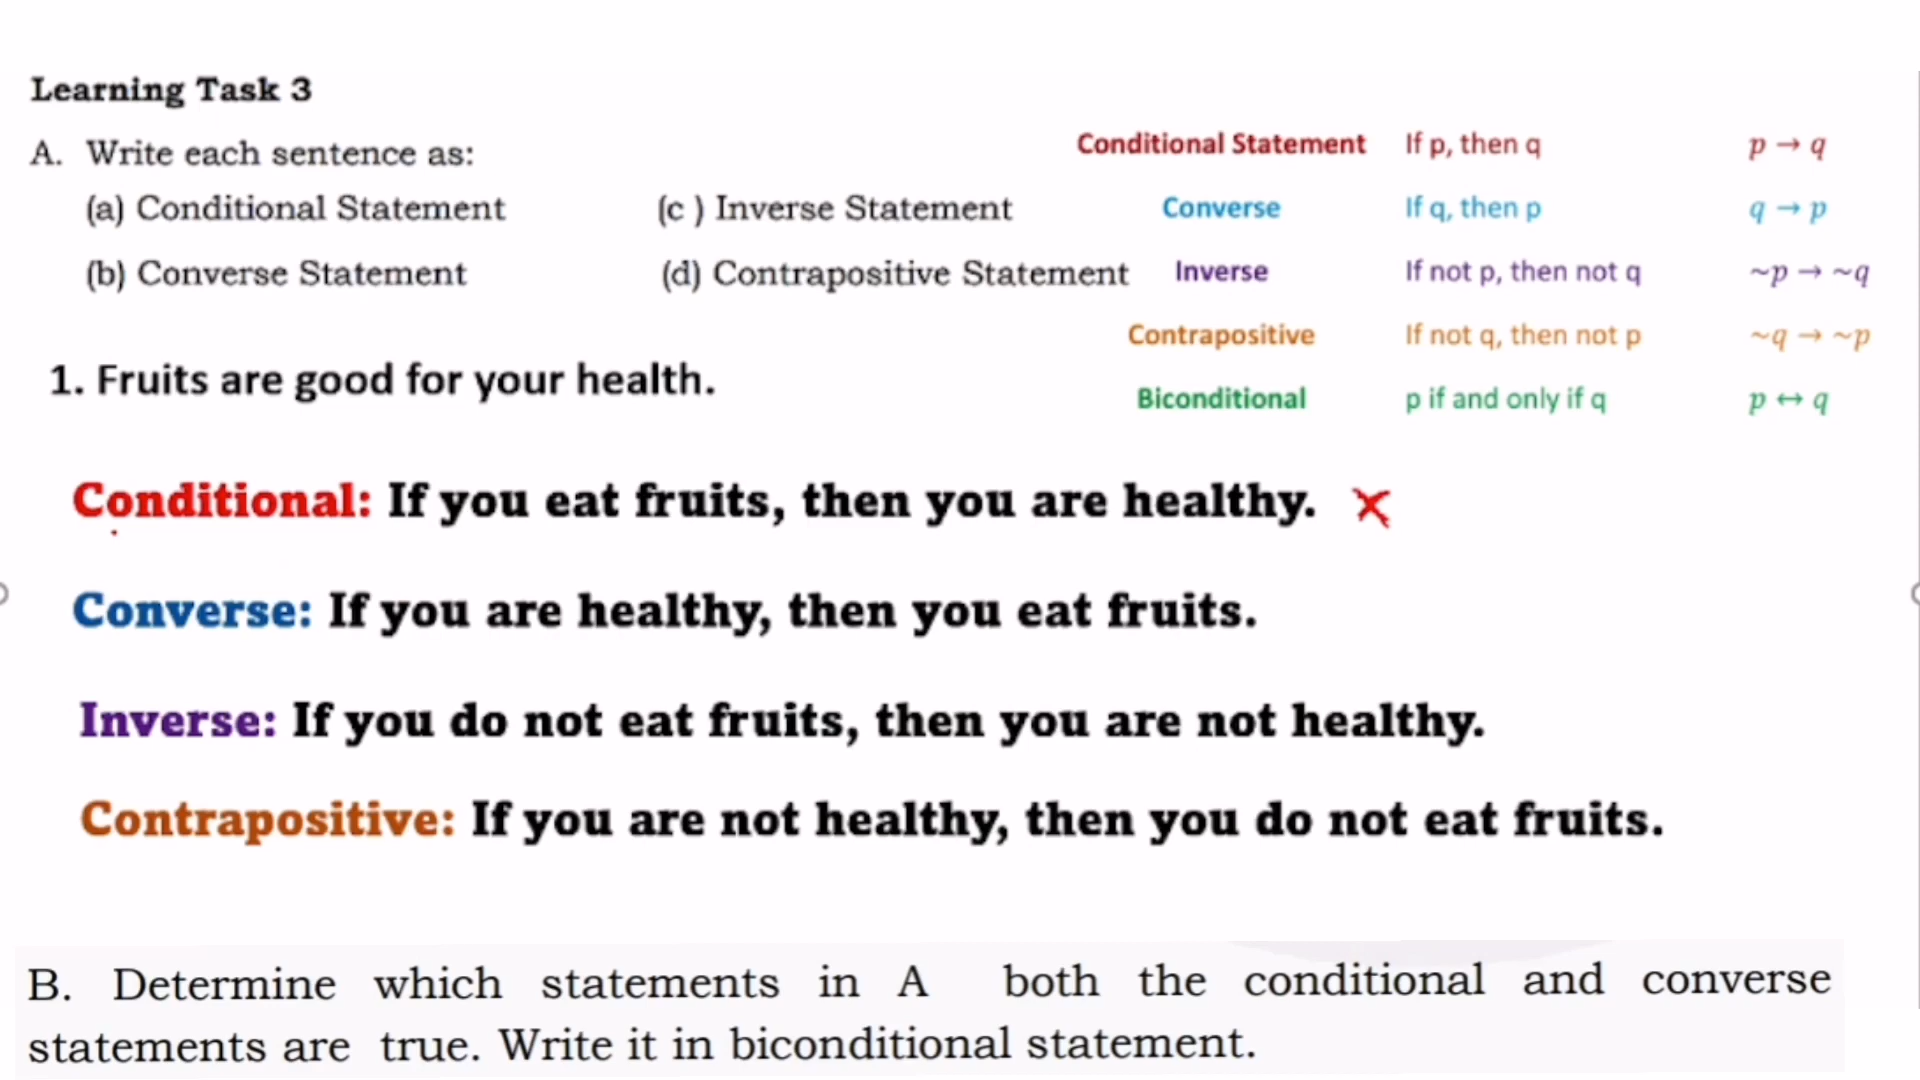 Learning Task 3
A. Write each sentence as:
(a) Conditional Statement (c ) Inverse Statement
(b) Converse Statement (d) Contrapositive Statement
Conditional Statement If p, then q p → q
Converse If q, then p q → p
Inverse If not p, then not q ~p → ~q
Contrapositive If not q, then not p ~q → ~p
Biconditional p if and only if q p ↔ q
1. Fruits are good for your health.
Conditional: If you eat fruits, then you are healthy. X
Converse: If you are healthy, then you eat fruits.
Inverse: If you do not eat fruits, then you are not healthy.
Contrapositive: If you are not healthy, then you do not eat fruits.
B. Determine which statements in A both the conditional and converse
statements are true. Write it in biconditional statement.